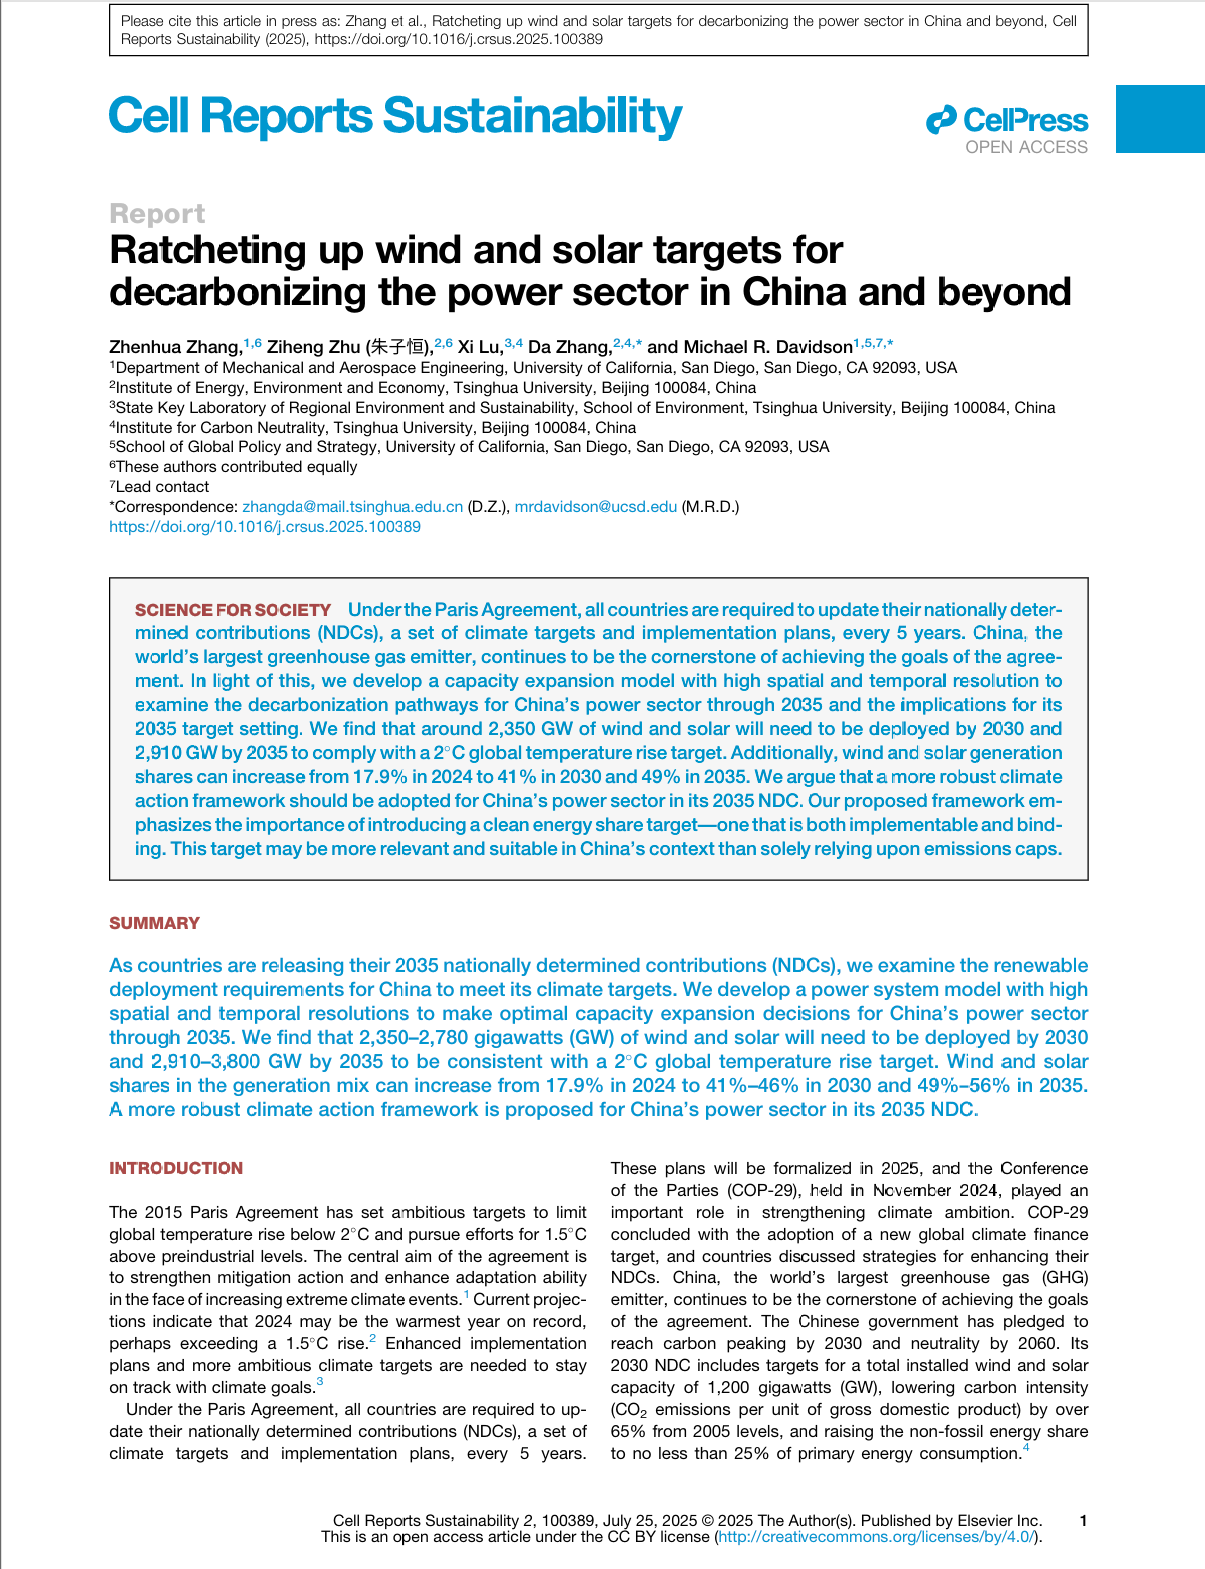 Please cite this article in press as: Zhang et al., Ratcheting up wind and solar targets for decarbonizing the power sector in China and beyond, Cell
Reports Sustainability (2025), https://doi.org/10.1016/j.crsus.2025.100389
Cell Reports Sustainability
CellPress
OPEN ACCESS
Report
Ratcheting up wind and solar targets for
decarbonizing the power sector in China and beyond
Zhenhua Zhang,1,6 Ziheng Zhu (朱子恒),2,6 Xi Lu,3,4 Da Zhang,2,4,* and Michael R. Davidson1,5,7,*
1Department of Mechanical and Aerospace Engineering, University of California, San Diego, San Diego, CA 92093, USA
2Institute of Energy, Environment and Economy, Tsinghua University, Beijing 100084, China
3State Key Laboratory of Regional Environment and Sustainability, School of Environment, Tsinghua University, Beijing 100084, China
4Institute for Carbon Neutrality, Tsinghua University, Beijing 100084, China
5School of Global Policy and Strategy, University of California, San Diego, San Diego, CA 92093, USA
6These authors contributed equally
7Lead contact
*Correspondence: zhangda@mail.tsinghua.edu.cn (D.Z.), mrdavidson@ucsd.edu (M.R.D.)
https://doi.org/10.1016/j.crsus.2025.100389
SCIENCE FOR SOCIETY Under the Paris Agreement, all countries are required to update their nationally deter-
mined contributions (NDCs), a set of climate targets and implementation plans, every 5 years. China, the
world's largest greenhouse gas emitter, continues to be the cornerstone of achieving the goals of the agree-
ment. In light of this, we develop a capacity expansion model with high spatial and temporal resolution to
examine the decarbonization pathways for China's power sector through 2035 and the implications for its
2035 target setting. We find that around 2,350 GW of wind and solar will need to be deployed by 2030 and
2,910 GW by 2035 to comply with a 2°C global temperature rise target. Additionally, wind and solar generation
shares can increase from 17.9% in 2024 to 41% in 2030 and 49% in 2035. We argue that a more robust climate
action framework should be adopted for China's power sector in its 2035 NDC. Our proposed framework em-
phasizes the importance of introducing a clean energy share target—one that is both implementable and bind-
ing. This target may be more relevant and suitable in China's context than solely relying upon emissions caps.
SUMMARY
As countries are releasing their 2035 nationally determined contributions (NDCs), we examine the renewable
deployment requirements for China to meet its climate targets. We develop a power system model with high
spatial and temporal resolutions to make optimal capacity expansion decisions for China's power sector
through 2035. We find that 2,350–2,780 gigawatts (GW) of wind and solar will need to be deployed by 2030
and 2,910–3,800 GW by 2035 to be consistent with a 2°C global temperature rise target. Wind and solar
shares in the generation mix can increase from 17.9% in 2024 to 41%–46% in 2030 and 49%–56% in 2035.
A more robust climate action framework is proposed for China's power sector in its 2035 NDC.
INTRODUCTION
The 2015 Paris Agreement has set ambitious targets to limit
global temperature rise below 2°C and pursue efforts for 1.5°C
above preindustrial levels. The central aim of the agreement is
to strengthen mitigation action and enhance adaptation ability
in the face of increasing extreme climate events.1 Current projec-
tions indicate that 2024 may be the warmest year on record,
perhaps exceeding a 1.5°C rise.2 Enhanced implementation
plans and more ambitious climate targets are needed to stay
on track with climate goals.3
Under the Paris Agreement, all countries are required to up-
date their nationally determined contributions (NDCs), a set of
climate targets and implementation plans, every 5 years.
These plans will be formalized in 2025, and the Conference
of the Parties (COP-29), held in November 2024, played an
important role in strengthening climate ambition. COP-29
concluded with the adoption of a new global climate finance
target, and countries discussed strategies for enhancing their
NDCs. China, the world's largest greenhouse gas (GHG)
emitter, continues to be the cornerstone of achieving the goals
of the agreement. The Chinese government has pledged to
reach carbon peaking by 2030 and neutrality by 2060. Its
2030 NDC includes targets for a total installed wind and solar
capacity of 1,200 gigawatts (GW), lowering carbon intensity
(CO2 emissions per unit of gross domestic product) by over
65% from 2005 levels, and raising the non-fossil energy share
to no less than 25% of primary energy consumption.4
Cell Reports Sustainability 2, 100389, July 25, 2025 © 2025 The Author(s). Published by Elsevier Inc. 1
This is an open access article under the CC BY license (http://creativecommons.org/licenses/by/4.0/).